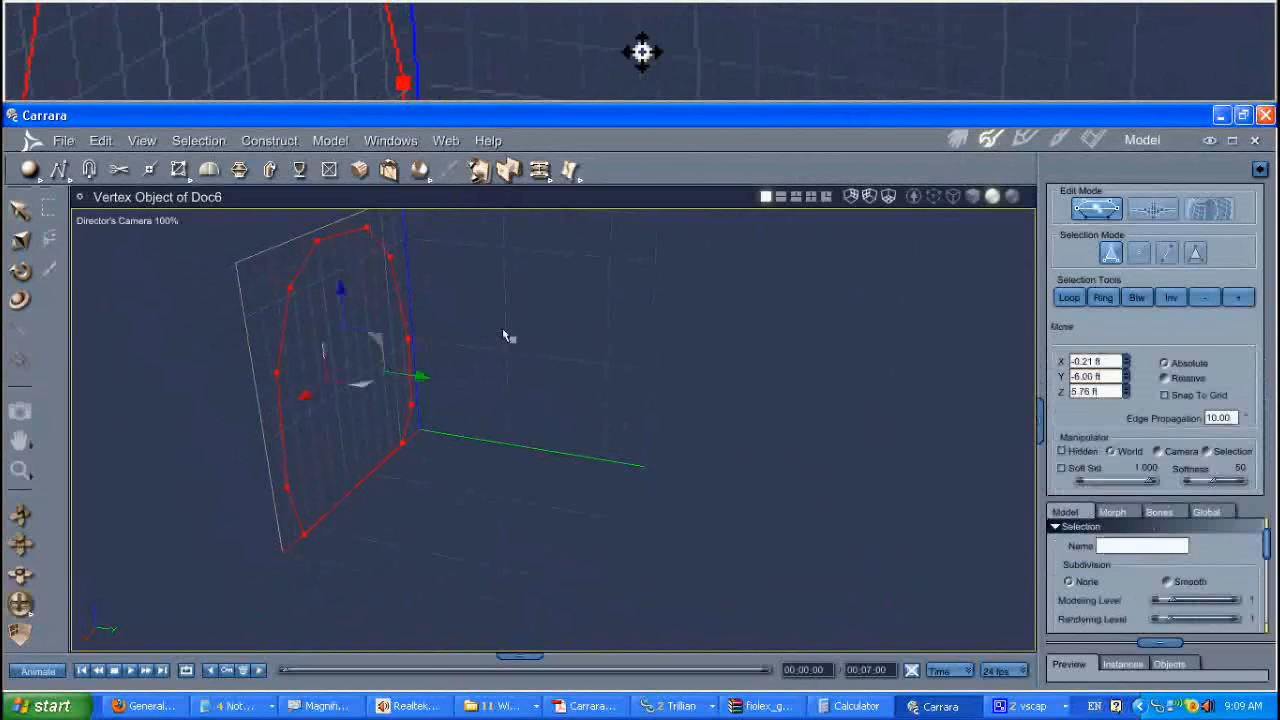 Carrara
File Edit View Selection Construct Model Windows Web Help
Model
Vertex Object of Doc6
Director's Camera 100%
Edit Mode
Selection Mode
Selection Tools
Loop Ring Btw Inv - +
Move
X -0.21 ft Absolute
Y -6.00 ft Relative
Z 5.76 ft Snap To Grid
Edge Propagation 10.00 °
Manipulator
Hidden World Camera Selection
Soft Sel. 1.000 Softness 50
Model Morph Bones Global
Selection
Name
Subdivision
None Smooth
Modeling Level 1
Rendering Level 1
Animate 00:00:00 00:07:00 Time 24 fps
Preview Instances Objects
start General... 4 Not... Magnifi... Realtek... 11 Wi... Carrara... 2 Trillian fiolex_g... Calculator Carrara 2 vscap EN 9:09 AM